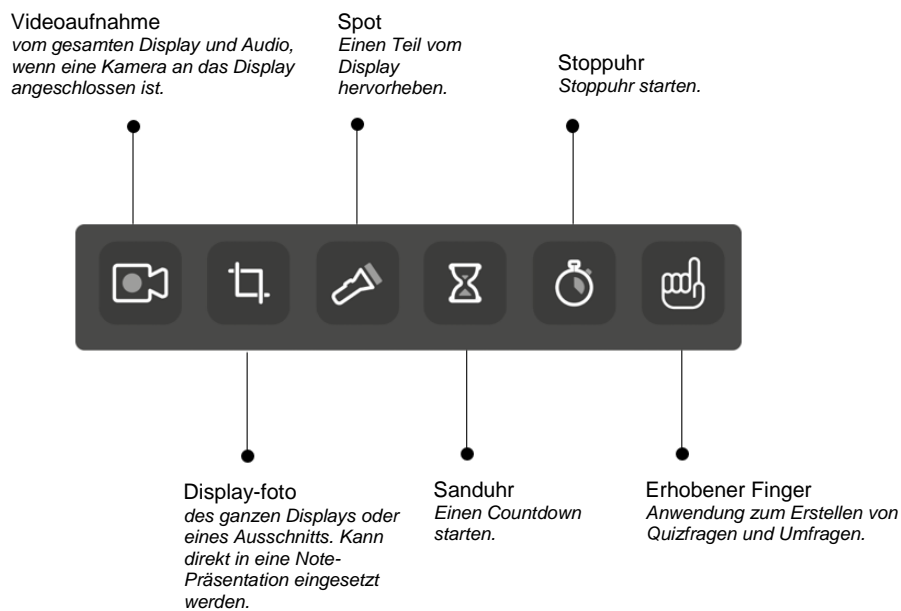 Videoaufnahme
vom gesamten Display und Audio,
wenn eine Kamera an das Display
angeschlossen ist.
Spot
Einen Teil vom
Display
hervorheben.
Stoppuhr
Stoppuhr starten.
Display-foto
des ganzen Displays oder
eines Ausschnitts. Kann
direkt in eine Note-
Präsentation eingesetzt
werden.
Sanduhr
Einen Countdown
starten.
Erhobener Finger
Anwendung zum Erstellen von
Quizfragen und Umfragen.